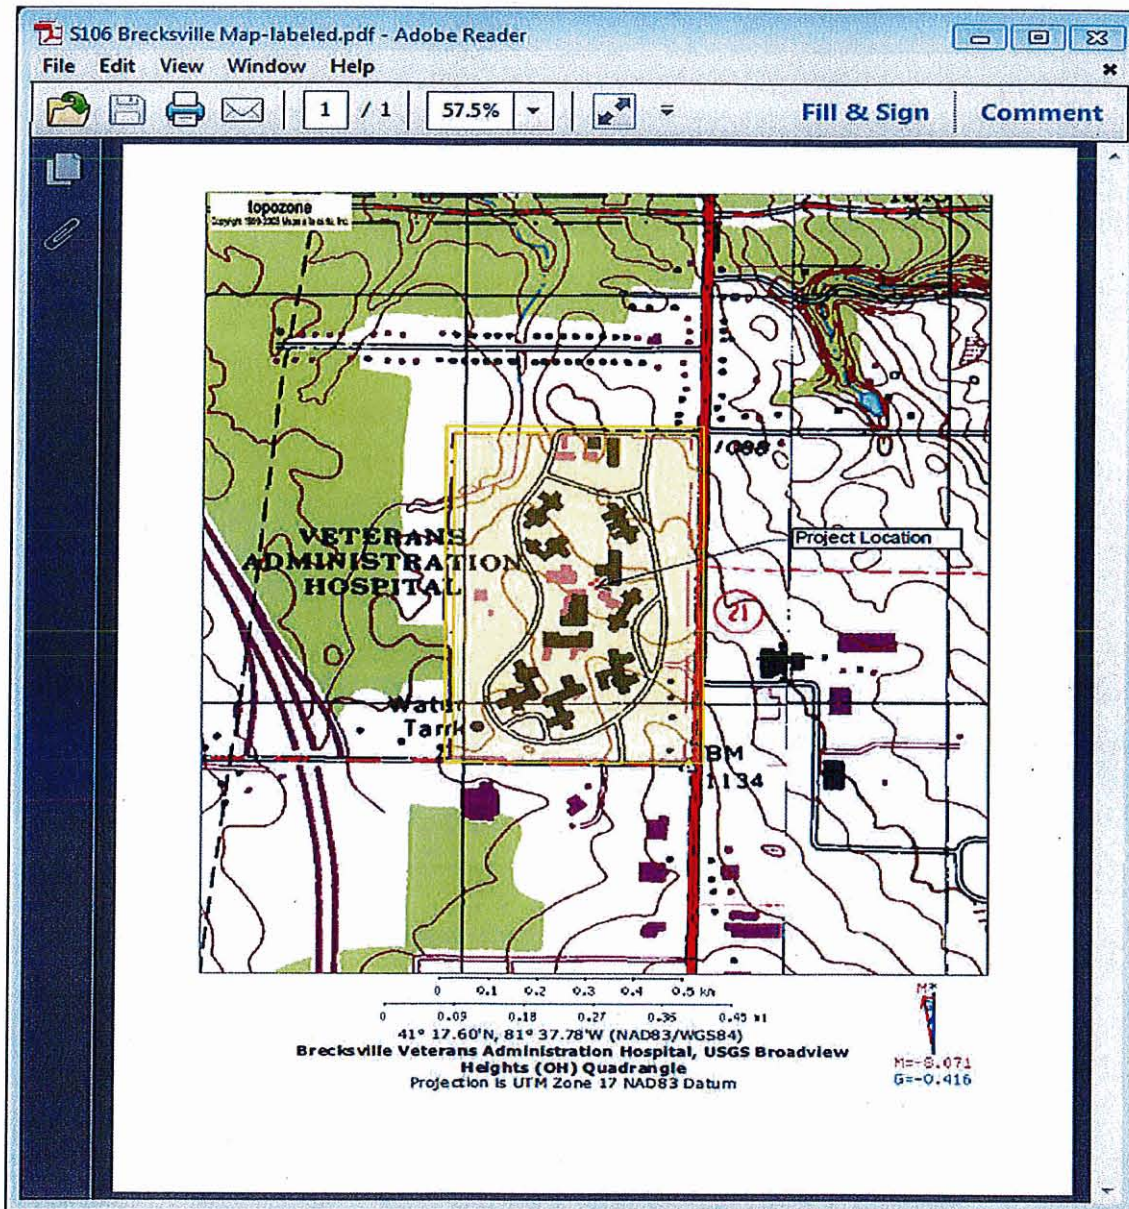 S106 Brecksville Map-labeled.pdf - Adobe Reader
File Edit View Window Help
1 / 1 57.5% Fill & Sign Comment
topozone
1088
VETERANS
ADMINISTRATION
HOSPITAL
Project Location
21
Water
Tank
BM
1134
0 0.1 0.2 0.3 0.4 0.5 km
0 0.09 0.18 0.27 0.36 0.45 mi
41° 17.60'N, 81° 37.78'W (NAD83/WGS84)
Brecksville Veterans Administration Hospital, USGS Broadview
Heights (OH) Quadrangle
Projection is UTM Zone 17 NAD83 Datum
M=-8.071
G=-0.416